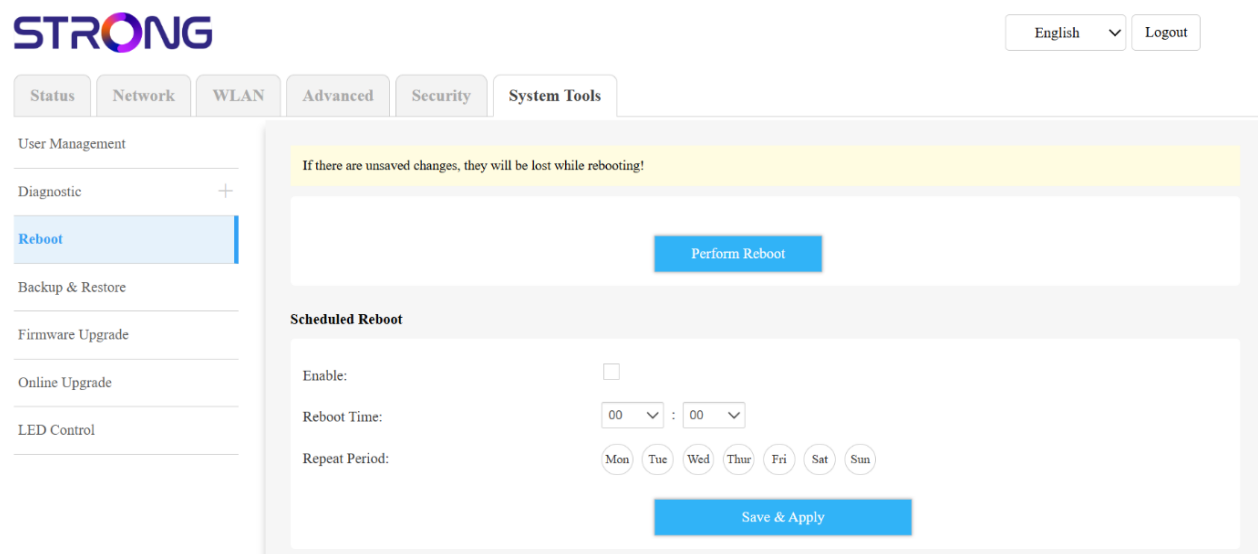 STRONG
English
Logout
Status Network WLAN Advanced Security System Tools
User Management
Diagnostic
Reboot
Backup & Restore
Firmware Upgrade
Online Upgrade
LED Control
If there are unsaved changes, they will be lost while rebooting!
Perform Reboot
Scheduled Reboot
Enable:
Reboot Time: 00 : 00
Repeat Period: Mon Tue Wed Thur Fri Sat Sun
Save & Apply